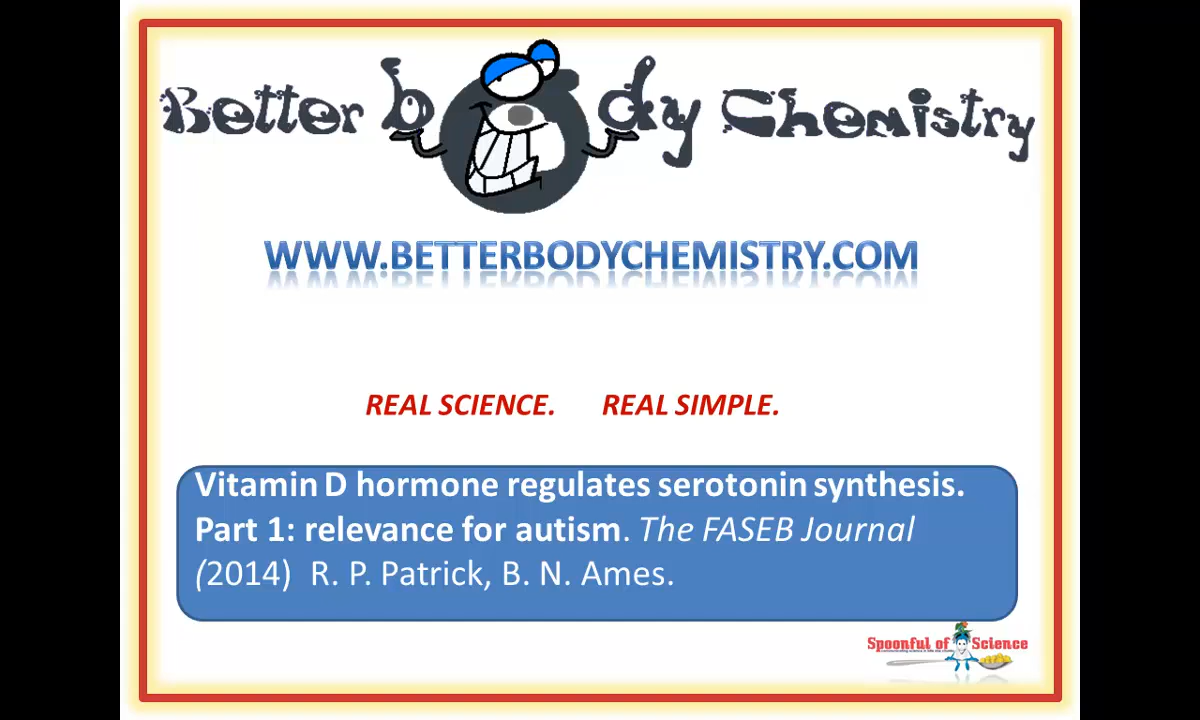 Better body Chemistry
WWW.BETTERBODYCHEMISTRY.COM
REAL SCIENCE. REAL SIMPLE.
Vitamin D hormone regulates serotonin synthesis.
Part 1: relevance for autism. The FASEB Journal
(2014) R. P. Patrick, B. N. Ames.
Spoonful of Science